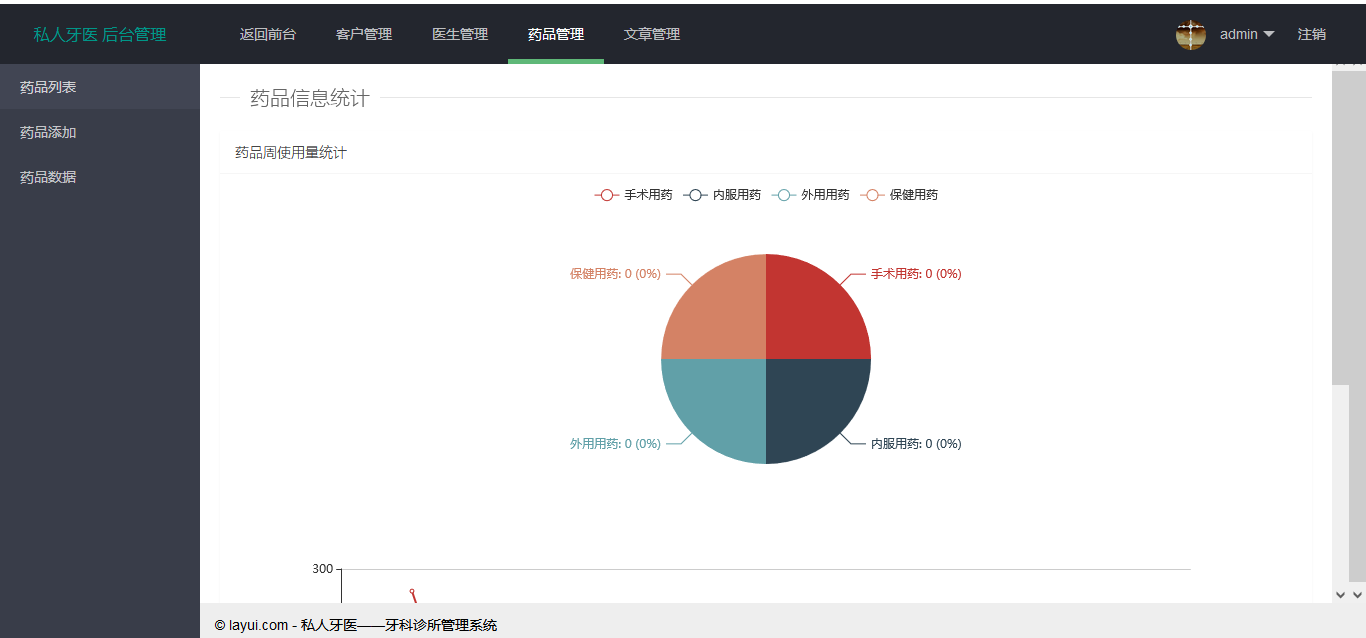 私人牙医 后台管理 返回前台 客户管理 医生管理 药品管理 文章管理 admin 注销
药品列表
药品添加
药品数据
药品信息统计
药品周使用量统计
手术用药 内服用药 外用用药 保健用药
保健用药: 0 (0%) 手术用药: 0 (0%)
外用用药: 0 (0%) 内服用药: 0 (0%)
300
© layui.com - 私人牙医——牙科诊所管理系统